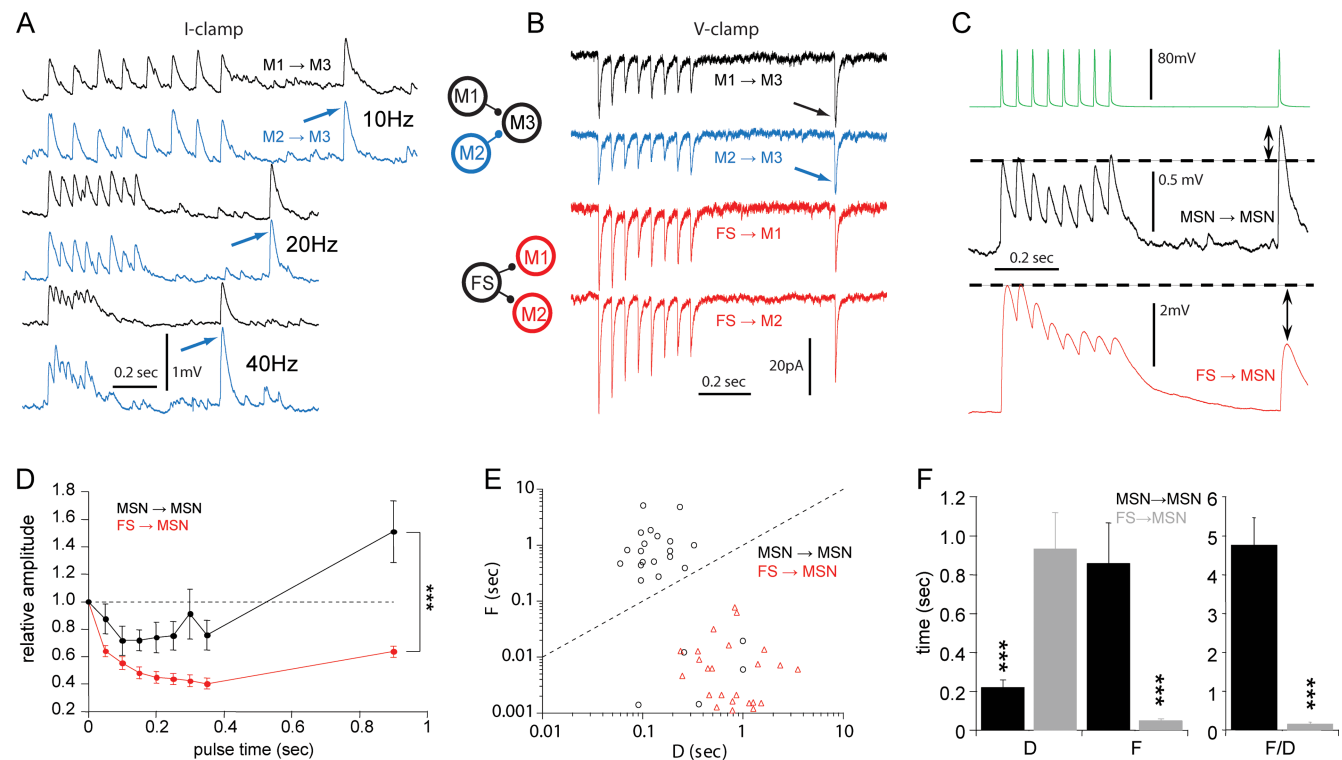 A
I-clamp
M1 → M3
M2 → M3
10Hz
20Hz
40Hz
0.2 sec
1mV
B
V-clamp
M1
M2
M3
M1 → M3
M2 → M3
FS
M1
M2
FS → M1
FS → M2
0.2 sec
20pA
C
80mV
0.5 mV
MSN → MSN
0.2 sec
2mV
FS → MSN
D
MSN → MSN
FS → MSN
relative amplitude
1.8
1.6
1.4
1.2
1.0
0.8
0.6
0.4
0.2
0
0.2
0.4
0.6
0.8
1
pulse time (sec)
***
E
F (sec)
10
1
0.1
0.01
0.001
0.01
0.1
1
10
D (sec)
MSN → MSN
FS → MSN
F
MSN→MSN
FS→MSN
time (sec)
1.2
1.0
0.8
0.6
0.4
0.2
0
***
***
D
F
6
5
4
3
2
1
0
***
F/D